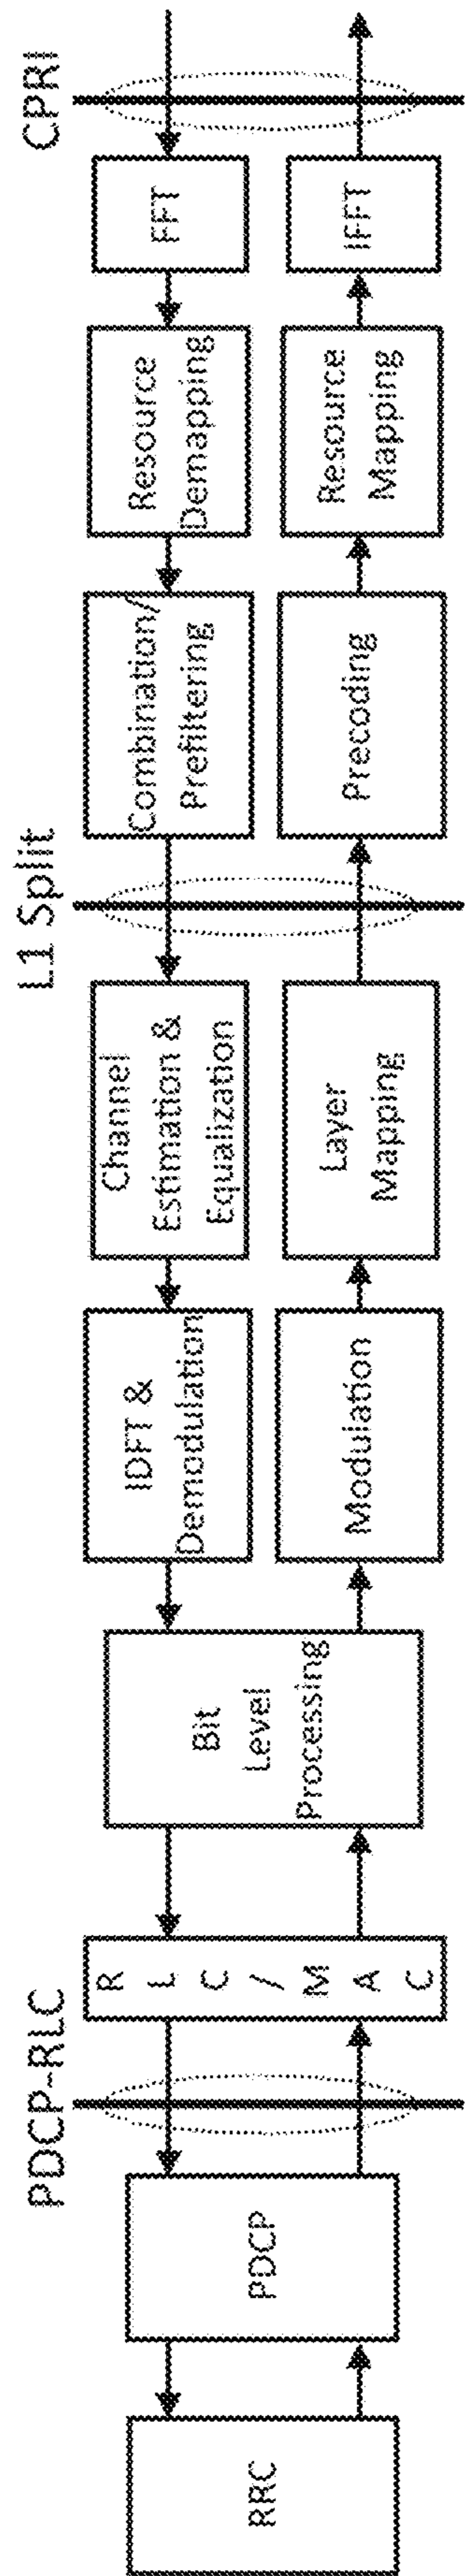 PDCP-RLC
L1 Split
CPRI
RRC
PDCP
R
L
C
/
M
A
C
Bit
Level
Processing
IDFT &
Demodulation
Channel
Estimation &
Equalization
Combination/
Prefiltering
Resource
Demapping
FFT
Modulation
Layer
Mapping
Precoding
Resource
Mapping
IFFT